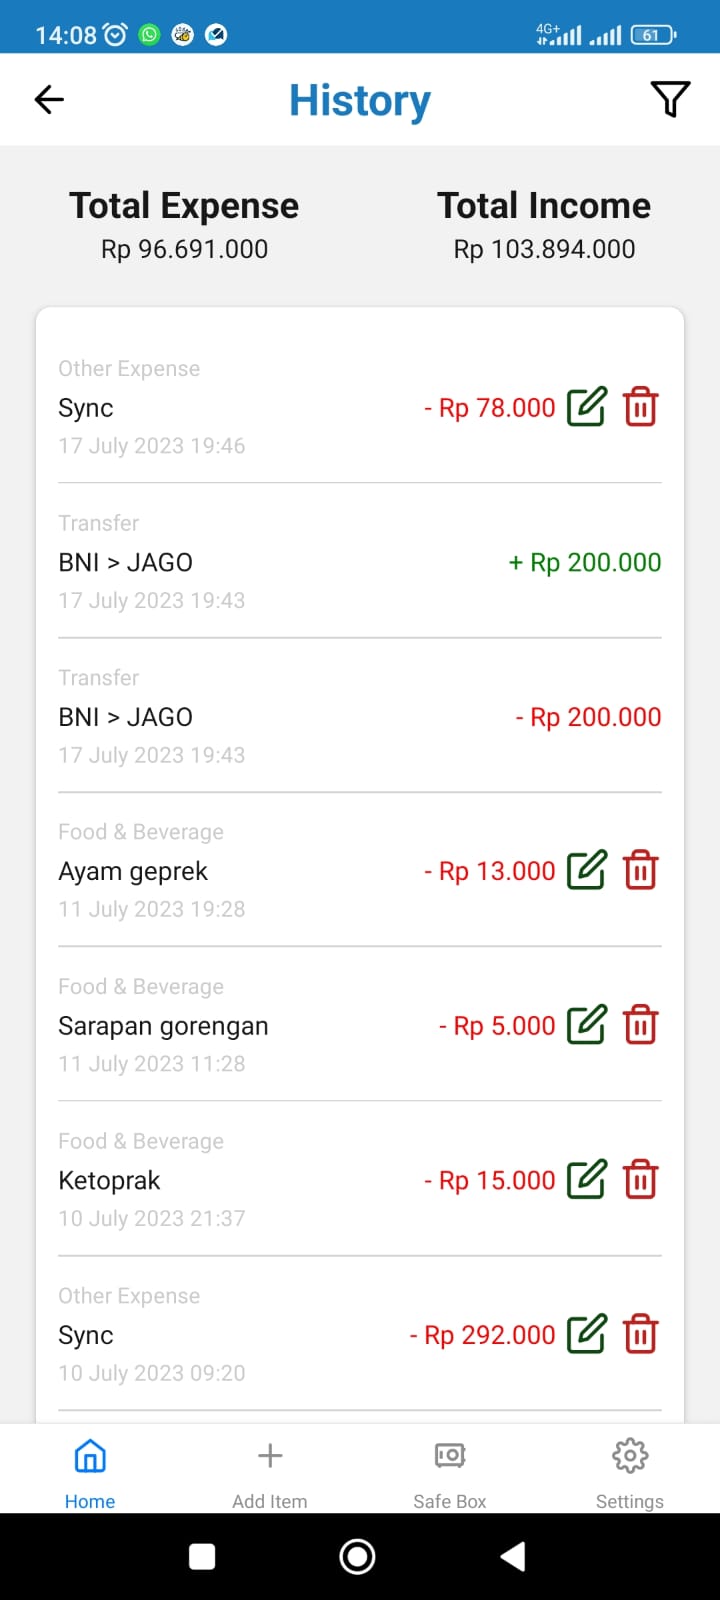 14:08
4G+
61
History
Total Expense
Rp 96.691.000
Total Income
Rp 103.894.000
Other Expense
Sync
- Rp 78.000
17 July 2023 19:46
Transfer
BNI > JAGO
+ Rp 200.000
17 July 2023 19:43
Transfer
BNI > JAGO
- Rp 200.000
17 July 2023 19:43
Food & Beverage
Ayam geprek
- Rp 13.000
11 July 2023 19:28
Food & Beverage
Sarapan gorengan
- Rp 5.000
11 July 2023 11:28
Food & Beverage
Ketoprak
- Rp 15.000
10 July 2023 21:37
Other Expense
Sync
- Rp 292.000
10 July 2023 09:20
Home
Add Item
Safe Box
Settings